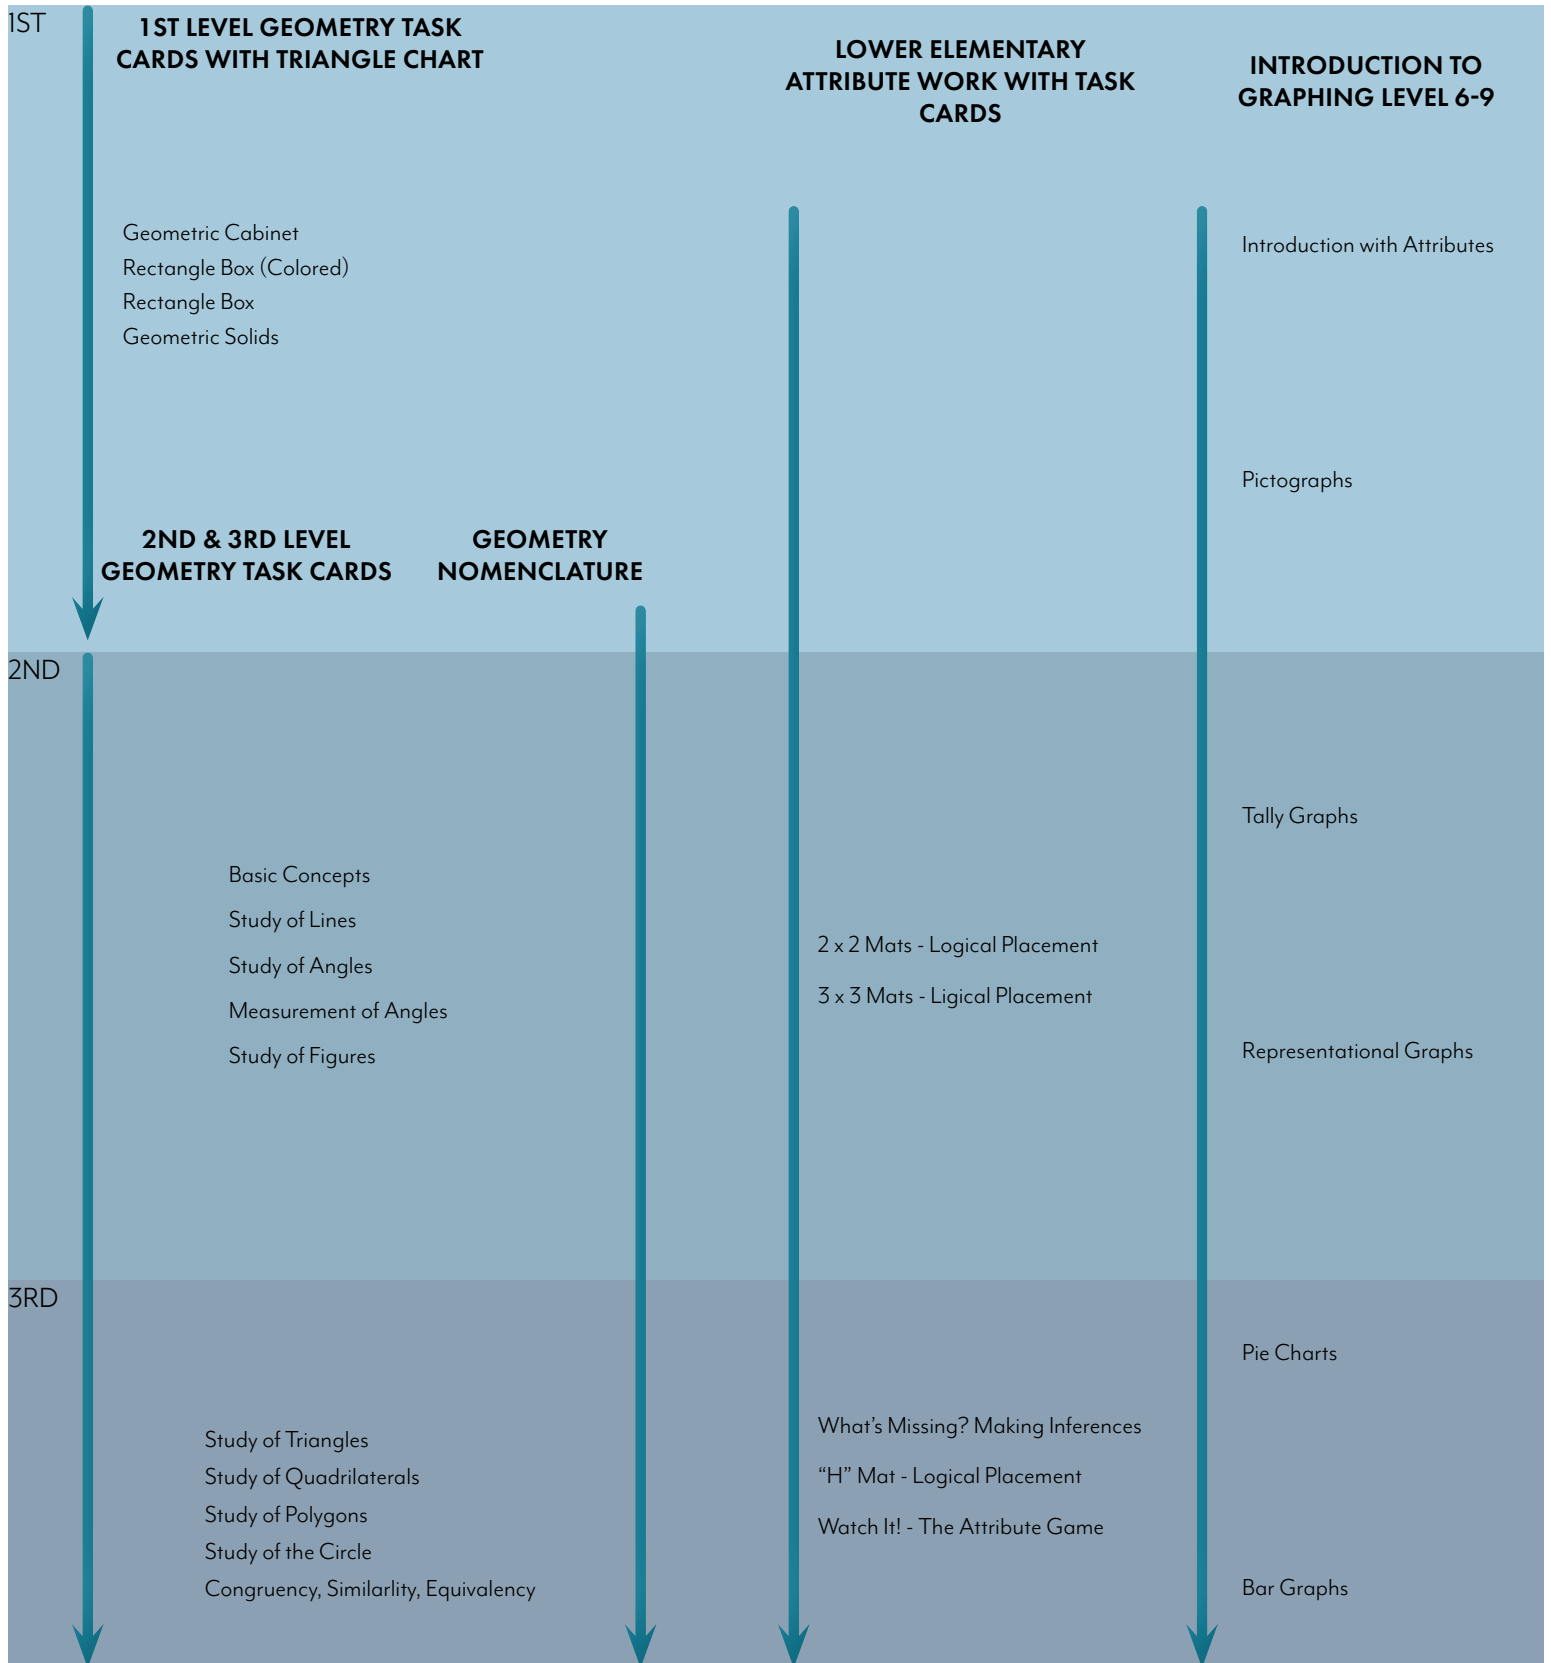 1ST
1ST LEVEL GEOMETRY TASK
CARDS WITH TRIANGLE CHART
LOWER ELEMENTARY
ATTRIBUTE WORK WITH TASK
CARDS
INTRODUCTION TO
GRAPHING LEVEL 6-9
Geometric Cabinet
Rectangle Box (Colored)
Rectangle Box
Geometric Solids
Introduction with Attributes
Pictographs
2ND & 3RD LEVEL
GEOMETRY TASK CARDS
GEOMETRY
NOMENCLATURE
2ND
Basic Concepts
Study of Lines
Study of Angles
Measurement of Angles
Study of Figures
2 x 2 Mats - Logical Placement
3 x 3 Mats - Ligical Placement
Tally Graphs
Representational Graphs
3RD
Study of Triangles
Study of Quadrilaterals
Study of Polygons
Study of the Circle
Congruency, Similarlity, Equivalency
What's Missing? Making Inferences
“H” Mat - Logical Placement
Watch It! - The Attribute Game
Pie Charts
Bar Graphs